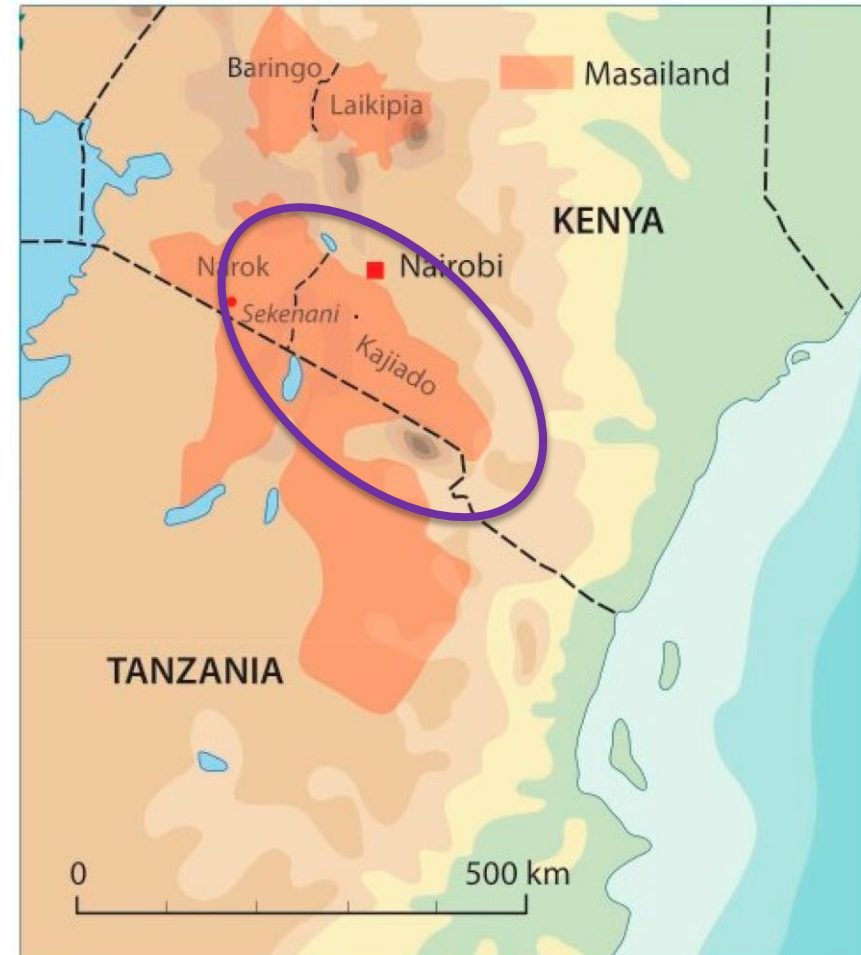 Baringo
Laikipia
Masailand
KENYA
Narok
Nairobi
Sekenani
Kajiado
TANZANIA
0
500 km